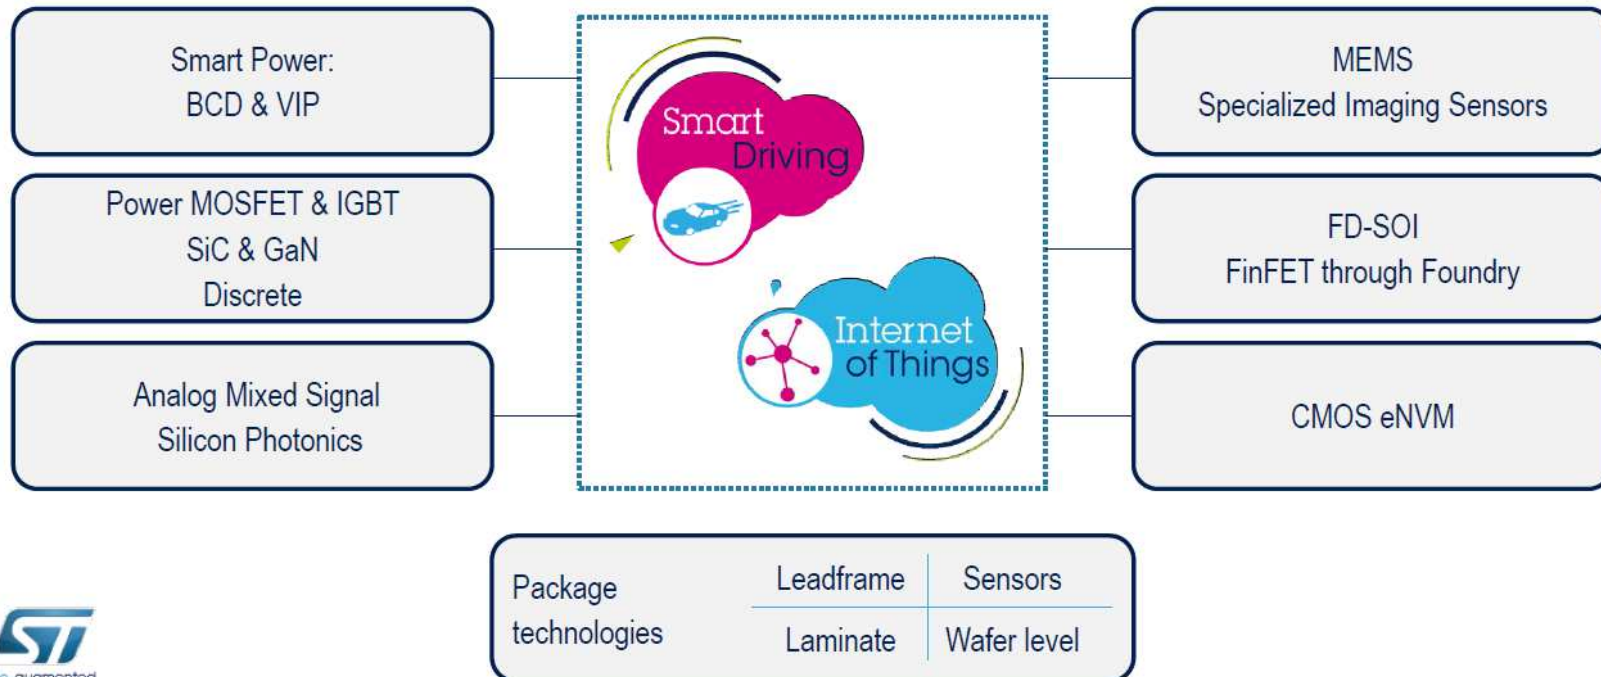 Smart Power:
BCD & VIP
Power MOSFET & IGBT
SiC & GaN
Discrete
Analog Mixed Signal
Silicon Photonics
Smart
Driving
Internet
of Things
MEMS
Specialized Imaging Sensors
FD-SOI
FinFET through Foundry
CMOS eNVM
Package
technologies
Leadframe
Sensors
Laminate
Wafer level
ST
augmented